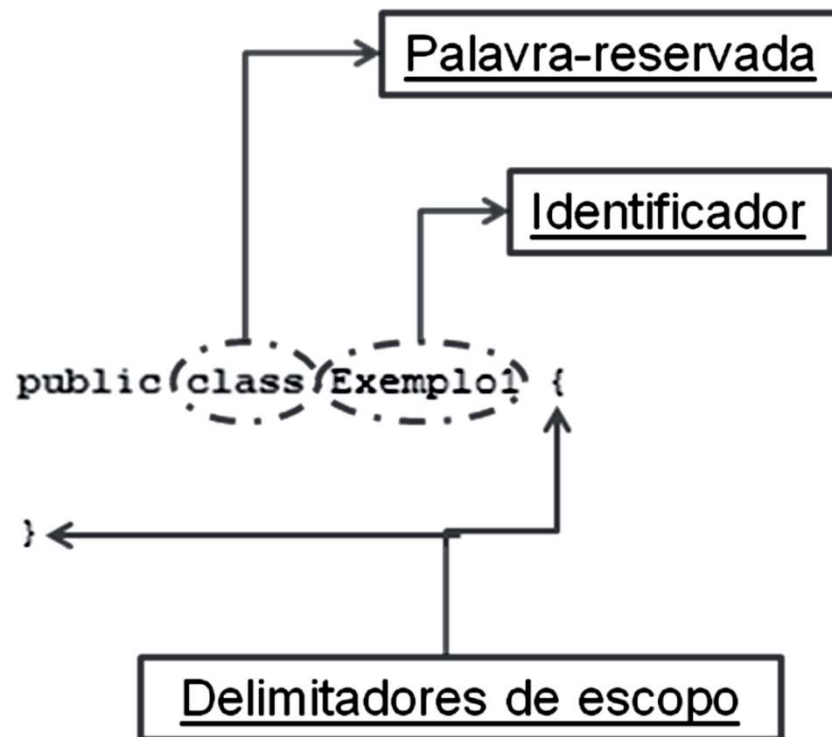 Palavra-reservada
Identificador
public class Exemplo1 {
}
Delimitadores de escopo